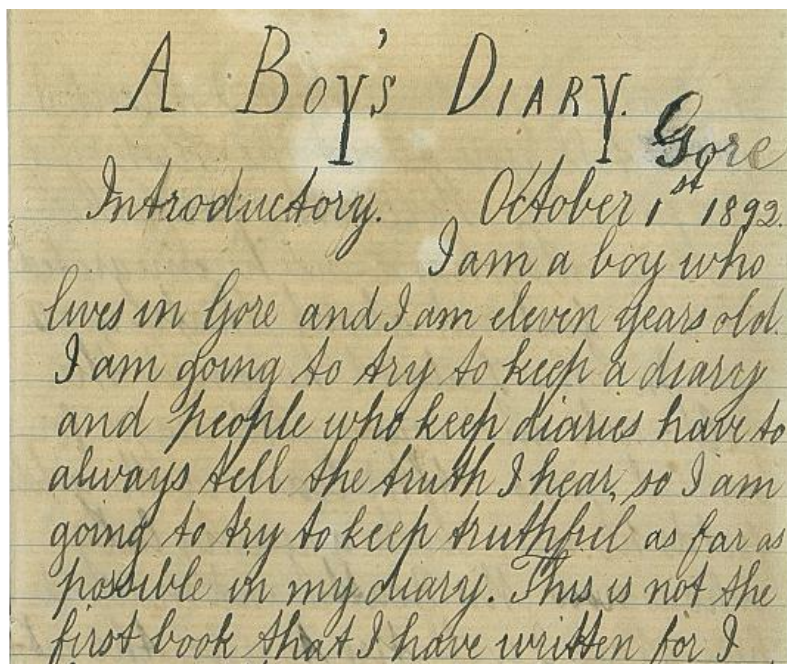 A BOY'S DIARY.
Gore
Introductory. October 1st 1892.
I am a boy who
lives in Gore and I am eleven years old.
I am going to try to keep a diary
and people who keep diaries have to
always tell the truth I hear, so I am
going to try to keep truthful as far as
possible in my diary. This is not the
first book that I have written for I